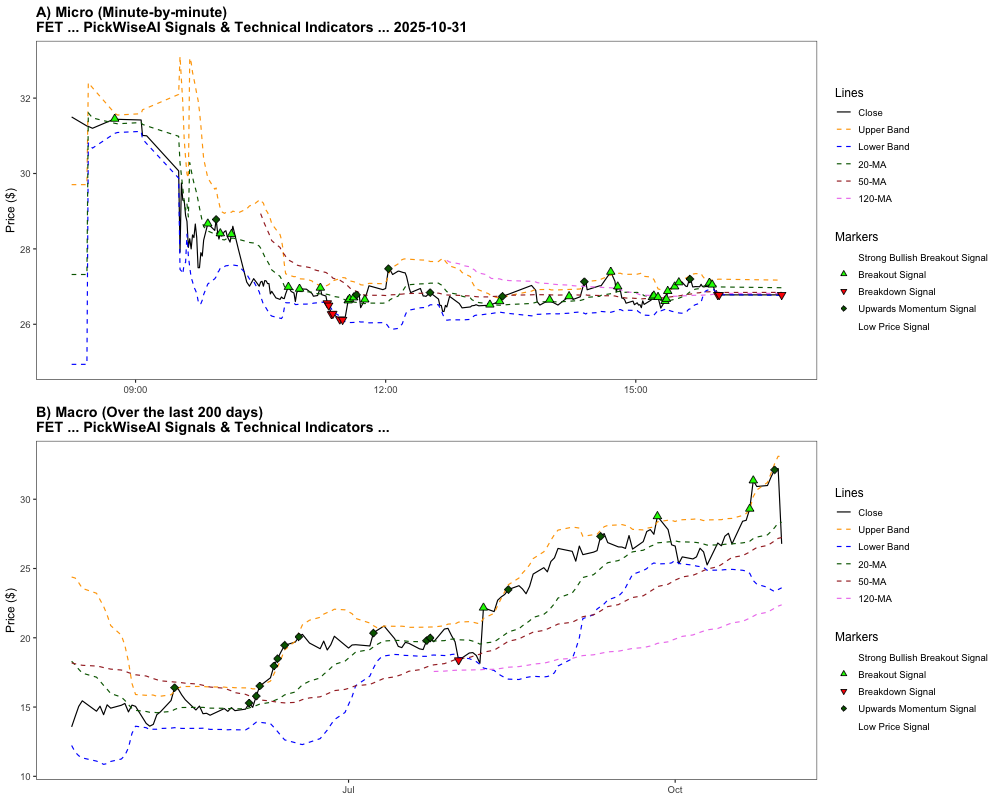 A) Micro (Minute-by-minute)
FET ... PickWiseAI Signals & Technical Indicators ... 2025-10-31
Price ($)
32
30
28
26
09:00
12:00
15:00
Lines
Close
Upper Band
Lower Band
20-MA
50-MA
120-MA
Markers
Strong Bullish Breakout Signal
Breakout Signal
Breakdown Signal
Upwards Momentum Signal
Low Price Signal
B) Macro (Over the last 200 days)
FET ... PickWiseAI Signals & Technical Indicators ...
Price ($)
30
25
20
15
10
Jul
Oct
Lines
Close
Upper Band
Lower Band
20-MA
50-MA
120-MA
Markers
Strong Bullish Breakout Signal
Breakout Signal
Breakdown Signal
Upwards Momentum Signal
Low Price Signal